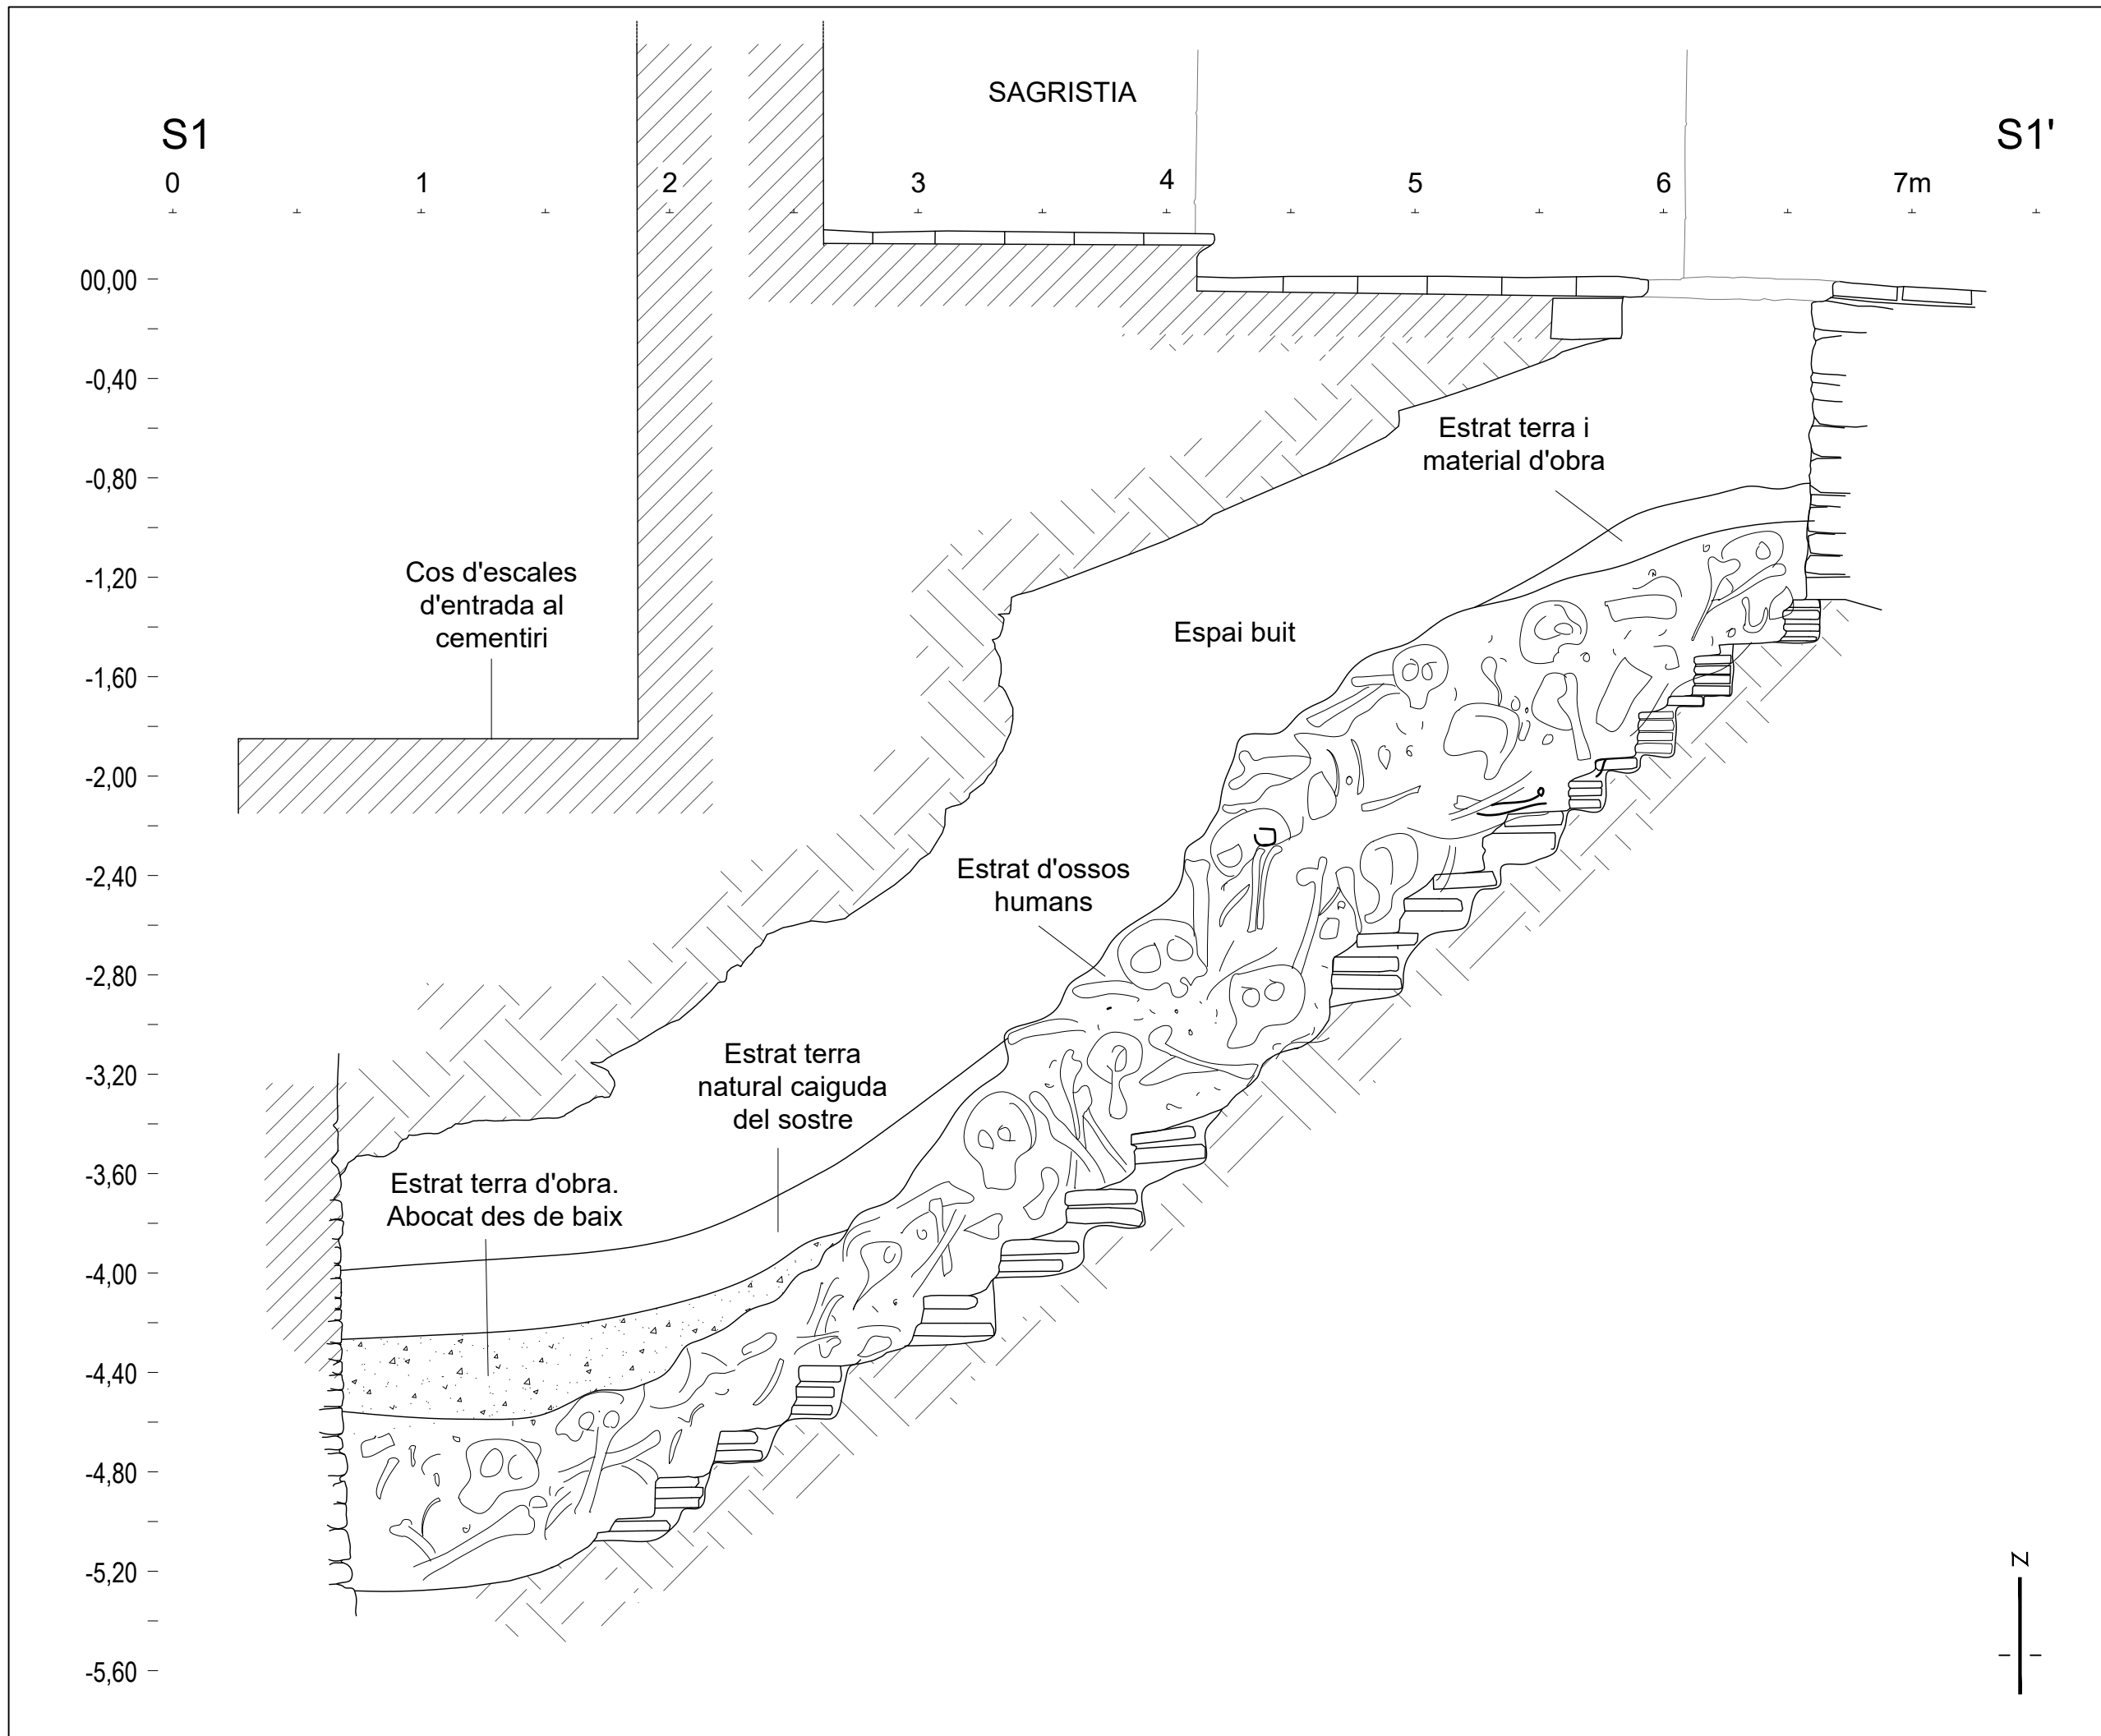 SAGRISTIA
S1
S1'
0 1 2 3 4 5 6 7m
00,00
-0,40
Estrat terra i
material d'obra
-0,80
-1,20
Cos d'escales
d'entrada al
cementiri
Espai buit
-1,60
-2,00
-2,40
Estrat d'ossos
humans
-2,80
-3,20
Estrat terra
natural caiguda
del sostre
-3,60
Estrat terra d'obra.
Abocat des de baix
-4,00
-4,40
-4,80
-5,20
-5,60
N